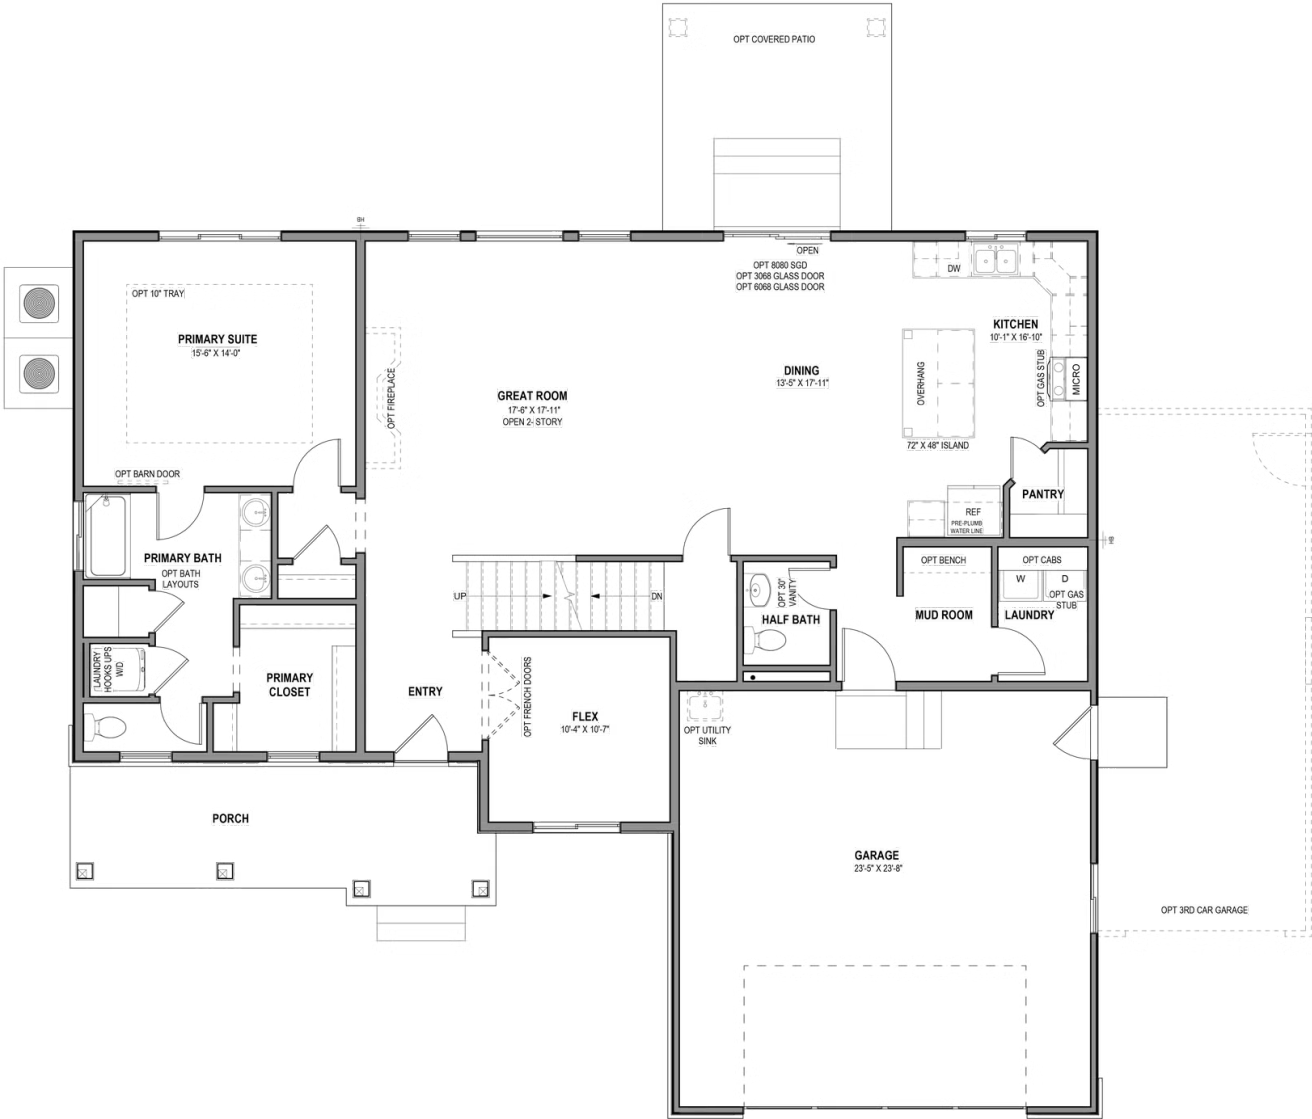 OPT COVERED PATIO
BH
OPEN
OPT 8080 SGD
OPT 3068 GLASS DOOR
OPT 6068 GLASS DOOR
DW
OPT 10" TRAY
PRIMARY SUITE
15'-6" X 14'-0"
KITCHEN
10'-1" X 16'-10"
OPT GAS STUB
MICRO
OVERHANG
DINING
13'-5" X 17'-11"
OPT FIREPLACE
GREAT ROOM
17'-6" X 17'-11"
OPEN 2- STORY
72" X 48" ISLAND
OPT BARN DOOR
PANTRY
REF
PRE-PLUMB
WATER LINE
HB
PRIMARY BATH
OPT BATH
LAYOUTS
OPT BENCH
OPT CABS
W
D
OPT GAS
STUB
UP
DN
OPT 30"
VANITY
HALF BATH
MUD ROOM
LAUNDRY
LAUNDRY
HOOKS UPS
W/D
PRIMARY
CLOSET
ENTRY
OPT FRENCH DOORS
FLEX
10'-4" X 10'-7"
OPT UTILITY
SINK
PORCH
GARAGE
23'-5" X 23'-8"
OPT 3RD CAR GARAGE